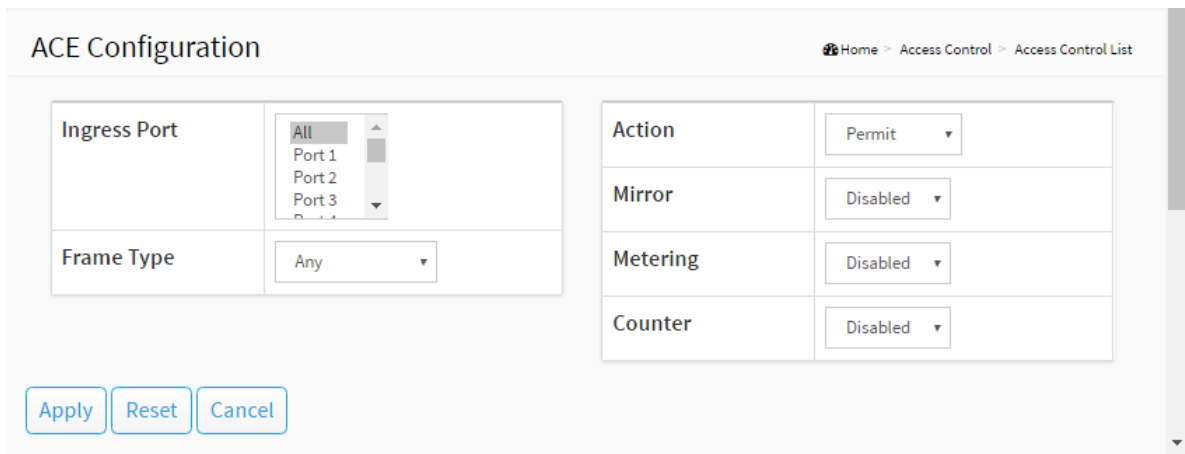 ACE Configuration
Home > Access Control > Access Control List
Ingress Port
All
Port 1
Port 2
Port 3
Frame Type
Any
Action
Permit
Mirror
Disabled
Metering
Disabled
Counter
Disabled
Apply
Reset
Cancel